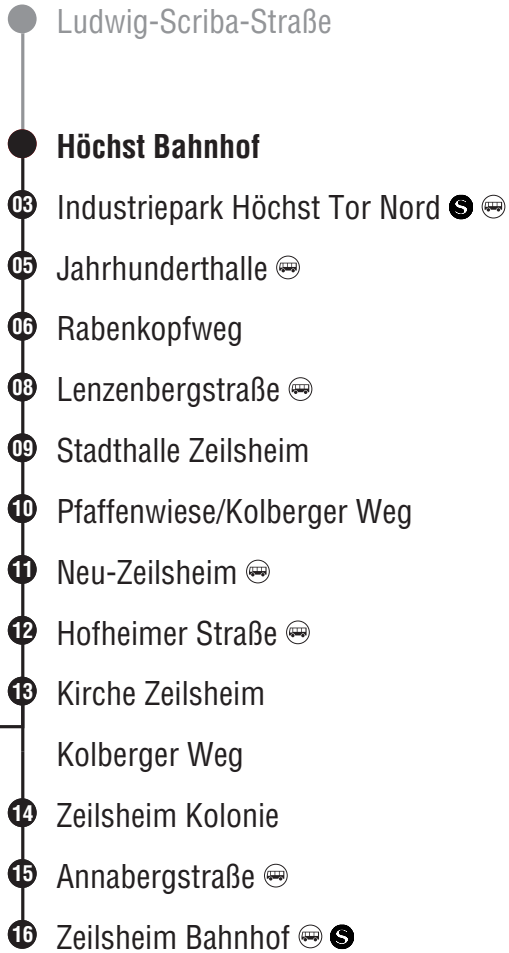 Ludwig-Scriba-Straße
Höchst Bahnhof
03 Industriepark Höchst Tor Nord S
05 Jahrhunderthalle
06 Rabenkopfweg
08 Lenzenbergstraße
09 Stadthalle Zeilsheim
10 Pfaffenwiese/Kolberger Weg
11 Neu-Zeilsheim
12 Hofheimer Straße
13 Kirche Zeilsheim
Kolberger Weg
14 Zeilsheim Kolonie
15 Annabergstraße
16 Zeilsheim Bahnhof S